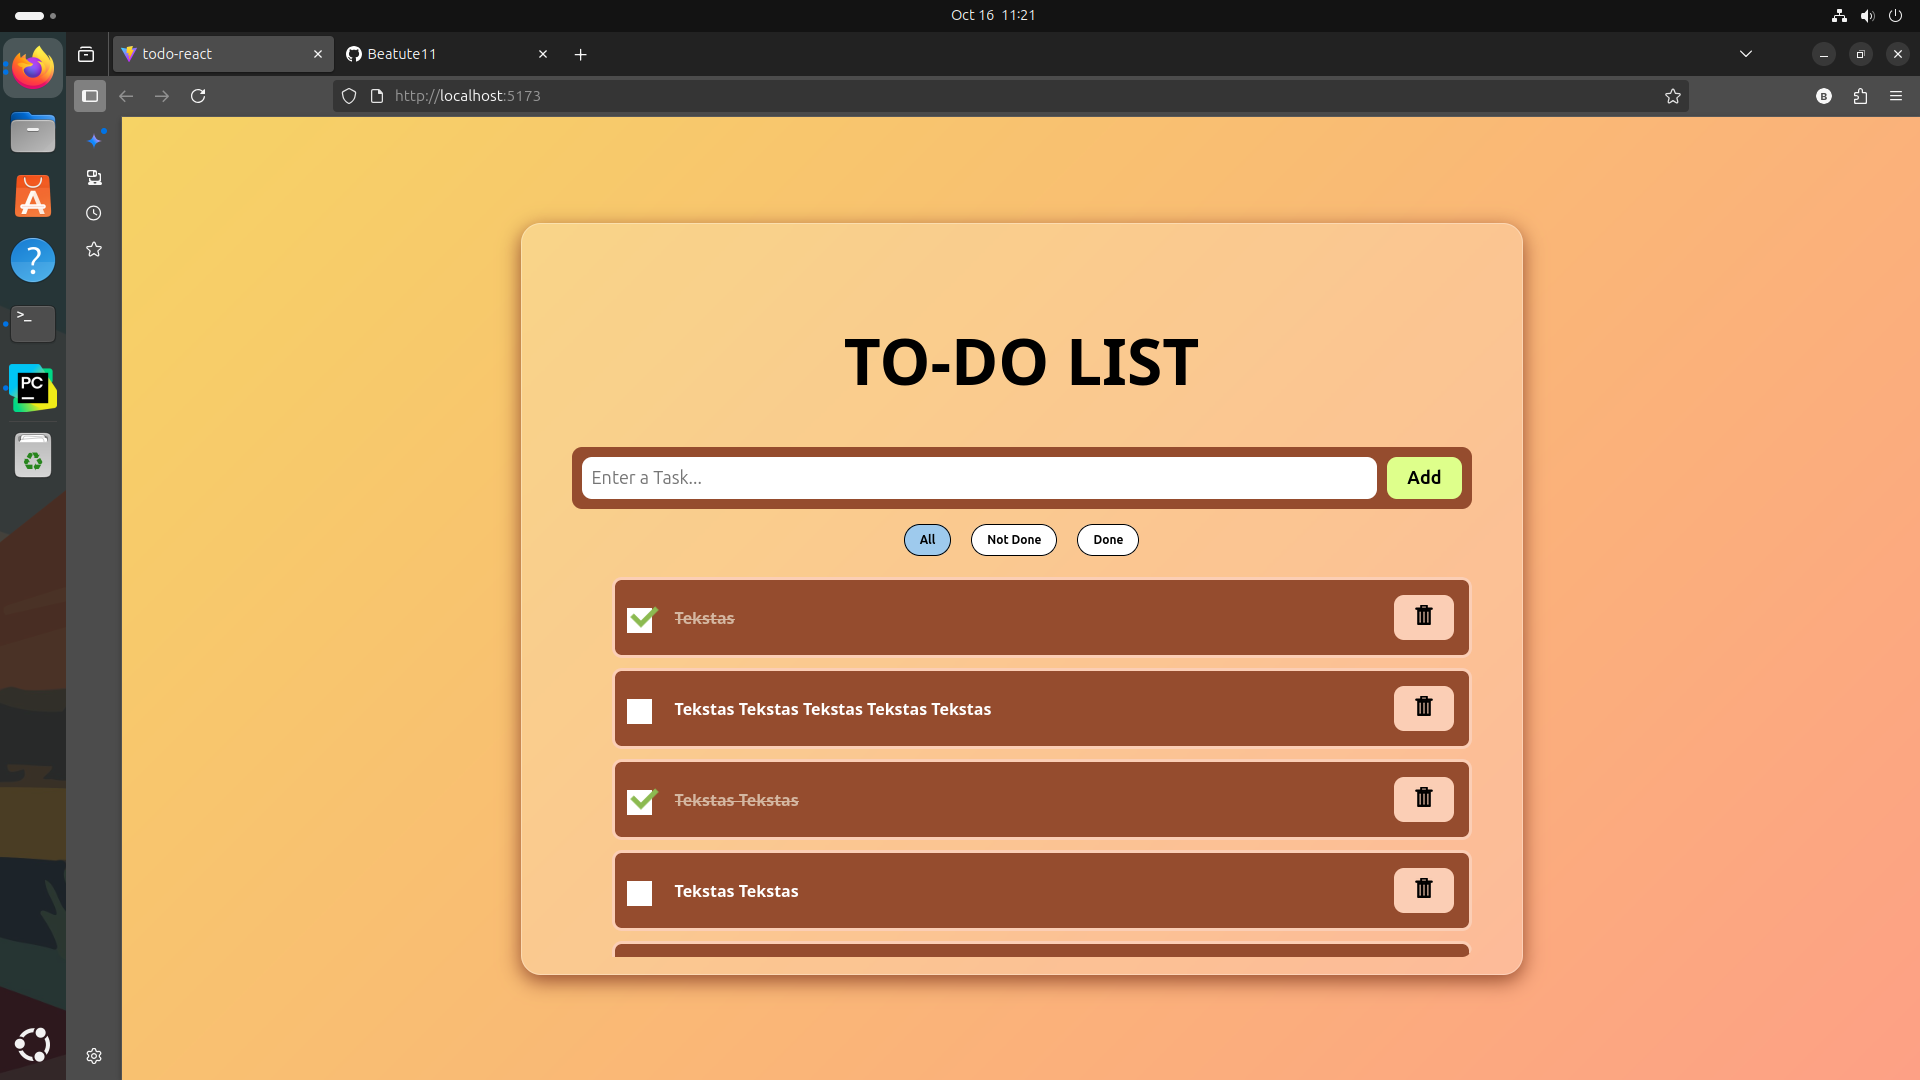 Oct 16 11:21
todo-react
Beatute11
http://localhost:5173
B
A
?
>_
PC
TO-DO LIST
Enter a Task...
Add
All
Not Done
Done
Tekstas
Tekstas Tekstas Tekstas Tekstas Tekstas
Tekstas Tekstas
Tekstas Tekstas